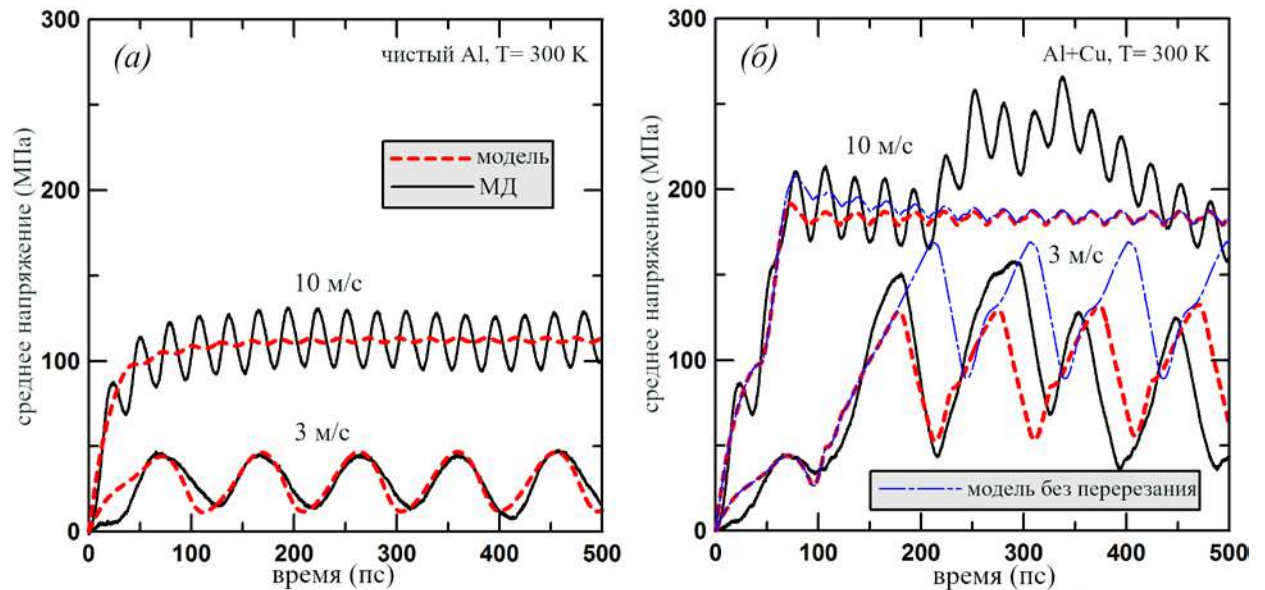 (а)
чистый Al, T= 300 K
модель
МД
10 м/с
3 м/с
среднее напряжение (МПа)
300
200
100
0
0 100 200 300 400 500
время (пс)
(б)
Al+Cu, T= 300 K
10 м/с
3 м/с
модель без перерезания
среднее напряжение (МПа)
300
200
100
0
0 100 200 300 400 500
время (пс)